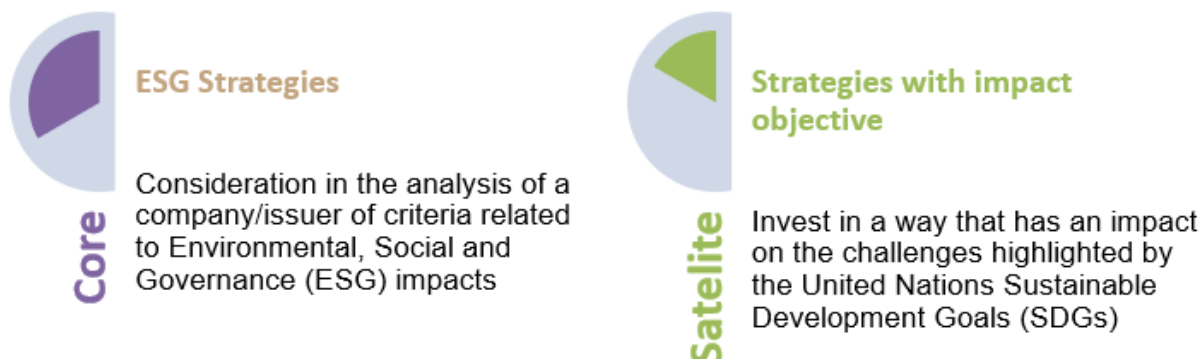 ESG Strategies
Consideration in the analysis of a
company/issuer of criteria related
to Environmental, Social and
Governance (ESG) impacts
Core
Strategies with impact
objective
Invest in a way that has an impact
on the challenges highlighted by
the United Nations Sustainable
Development Goals (SDGs)
Satelite